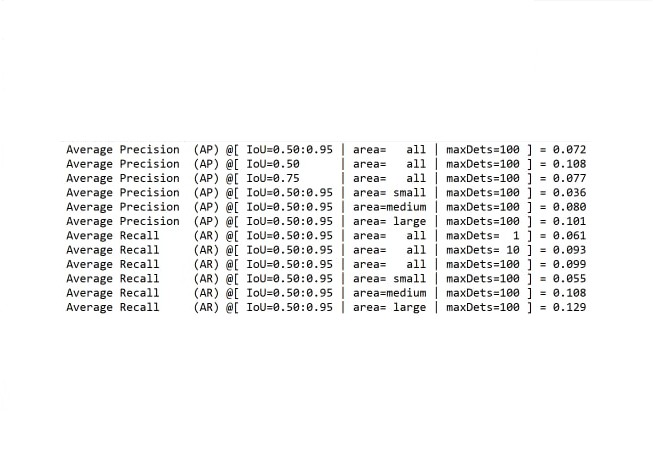 Average Precision  (AP) @[ IoU=0.50:0.95 | area=   all | maxDets=100 ] = 0.072
Average Precision  (AP) @[ IoU=0.50      | area=   all | maxDets=100 ] = 0.108
Average Precision  (AP) @[ IoU=0.75      | area=   all | maxDets=100 ] = 0.077
Average Precision  (AP) @[ IoU=0.50:0.95 | area= small | maxDets=100 ] = 0.036
Average Precision  (AP) @[ IoU=0.50:0.95 | area=medium | maxDets=100 ] = 0.080
Average Precision  (AP) @[ IoU=0.50:0.95 | area= large | maxDets=100 ] = 0.101
Average Recall     (AR) @[ IoU=0.50:0.95 | area=   all | maxDets=  1 ] = 0.061
Average Recall     (AR) @[ IoU=0.50:0.95 | area=   all | maxDets= 10 ] = 0.093
Average Recall     (AR) @[ IoU=0.50:0.95 | area=   all | maxDets=100 ] = 0.099
Average Recall     (AR) @[ IoU=0.50:0.95 | area= small | maxDets=100 ] = 0.055
Average Recall     (AR) @[ IoU=0.50:0.95 | area=medium | maxDets=100 ] = 0.108
Average Recall     (AR) @[ IoU=0.50:0.95 | area= large | maxDets=100 ] = 0.129